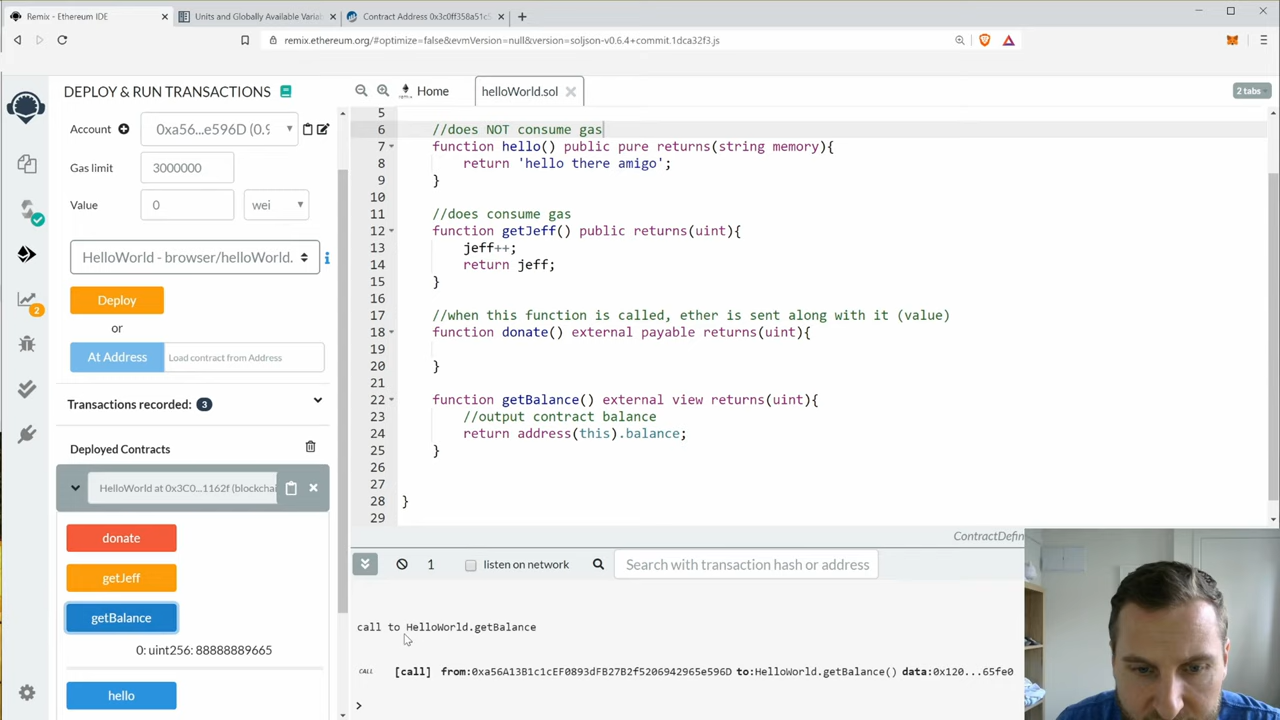 Remix - Ethereum IDE
Units and Globally Available Varia
Contract Address 0x3c0ff358a51c5
remix.ethereum.org/#optimize=false&evmVersion=null&version=soljson-v0.6.4+commit.1dca32f3.js
DEPLOY & RUN TRANSACTIONS
Home
helloWorld.sol
2 tabs
Account
0xa56...e596D (0.9
Gas limit
3000000
Value
0
wei
HelloWorld - browser/helloWorld.
Deploy
or
At Address
Load contract from Address
Transactions recorded: 3
Deployed Contracts
HelloWorld at 0x3C0...1162f (blockchai
donate
getJeff
getBalance
0: uint256: 88888889665
hello
2
5
6 //does NOT consume gas
7 function hello() public pure returns(string memory){
8 return 'hello there amigo';
9 }
10
11 //does consume gas
12 function getJeff() public returns(uint){
13 jeff++;
14 return jeff;
15 }
16
17 //when this function is called, ether is sent along with it (value)
18 function donate() external payable returns(uint){
19
20 }
21
22 function getBalance() external view returns(uint){
23 //output contract balance
24 return address(this).balance;
25 }
26
27
28 }
29
ContractDefin
1
listen on network
Search with transaction hash or address
call to HelloWorld.getBalance
CALL [call] from:0xa56A13B1c1cEF0893dFB27B2f5206942965e596D to:HelloWorld.getBalance() data:0x120...65fe0
>